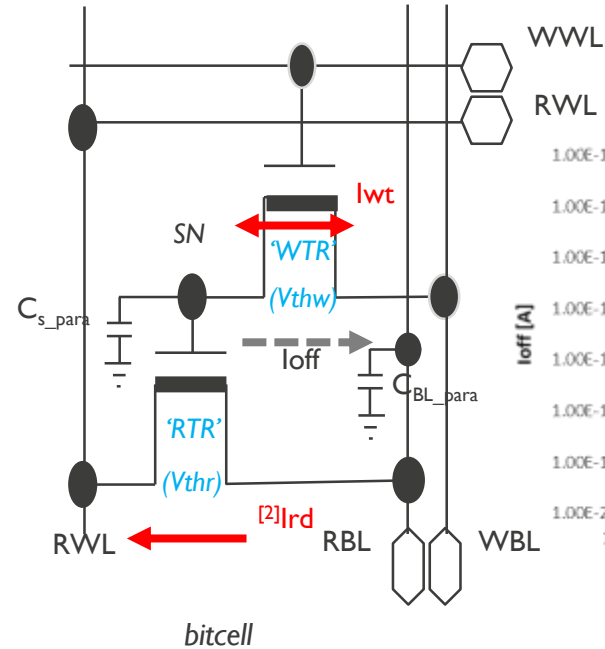 WWL
RWL
1.00E-1
Iwt
1.00E-1
SN
'WTR'
1.00E-1
(Vthw)
Cs_para
1.00E-1
Ioff [A]
Ioff
1.00E-1
CBL_para
'RTR'
1.00E-1
(Vthr)
1.00E-1
[2]Ird
1.00E-2
RWL
RBL
WBL
bitcell